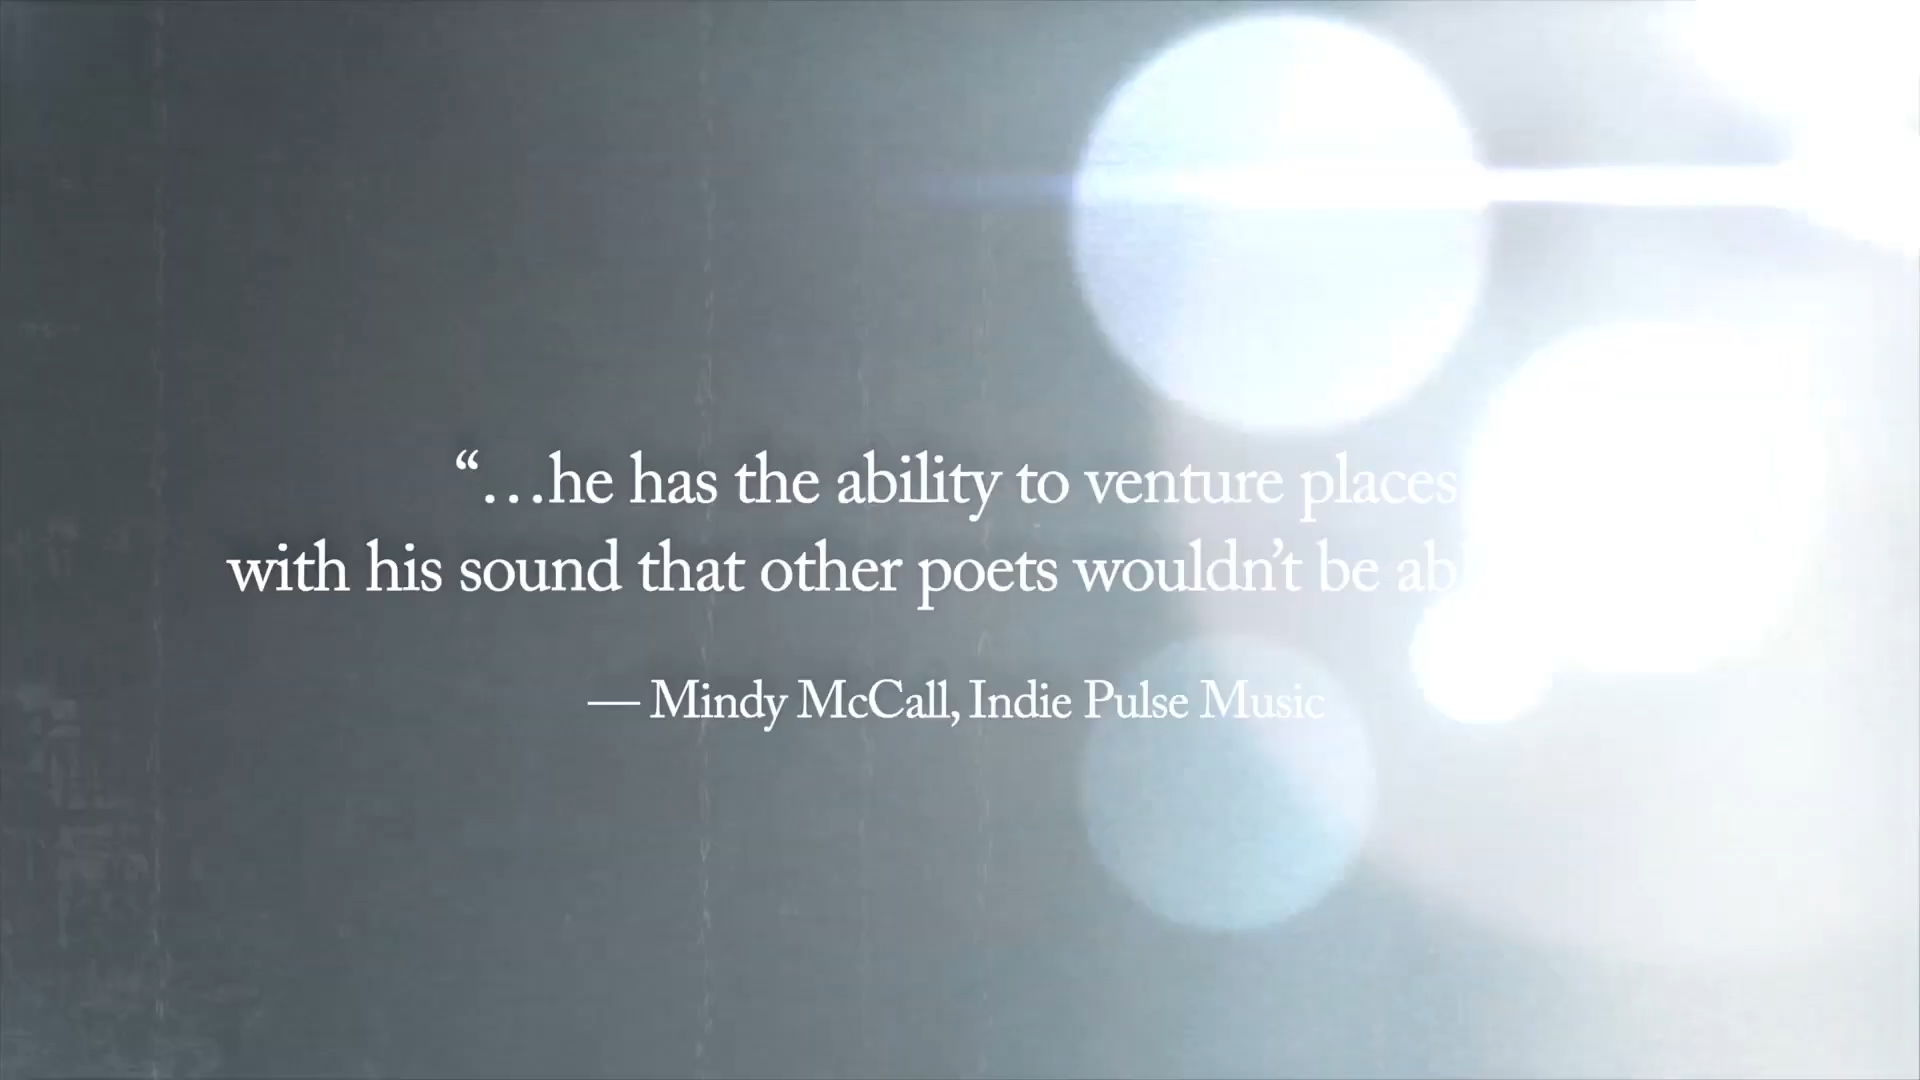 “…he has the ability to venture places
with his sound that other poets wouldn’t be
— Mindy McCall, Indie Pulse Music